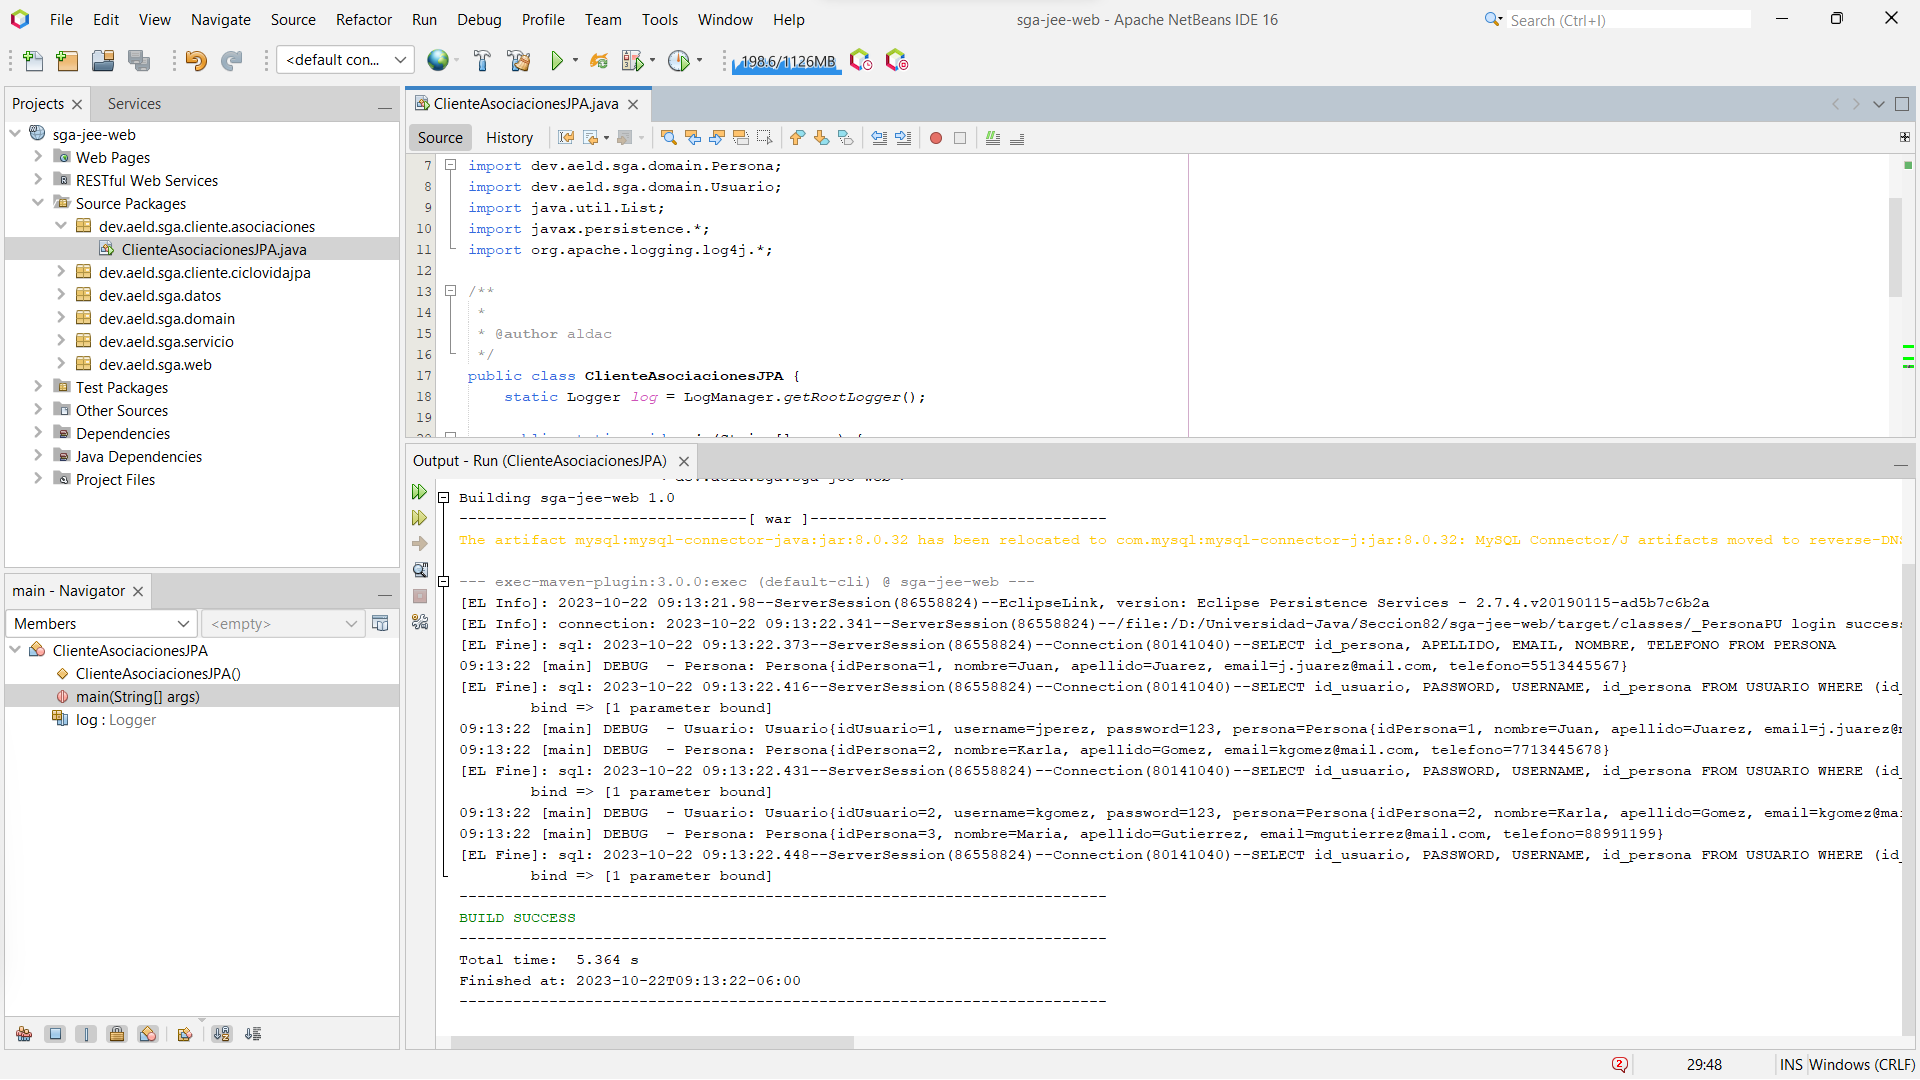 File Edit View Navigate Source Refactor Run Debug Profile Team Tools Window Help
sga-jee-web - Apache NetBeans IDE 16
Search (Ctrl+I)
<default con...
198.6/1126MB
Projects
Services
sga-jee-web
Web Pages
RESTful Web Services
Source Packages
dev.aeld.sga.cliente.asociaciones
ClienteAsociacionesJPA.java
dev.aeld.sga.cliente.ciclovidajpa
dev.aeld.sga.datos
dev.aeld.sga.domain
dev.aeld.sga.servicio
dev.aeld.sga.web
Test Packages
Other Sources
Dependencies
Java Dependencies
Project Files
main - Navigator
Members
<empty>
ClienteAsociacionesJPA
ClienteAsociacionesJPA()
main(String[] args)
log : Logger
ClienteAsociacionesJPA.java
Source History
7 import dev.aeld.sga.domain.Persona;
8 import dev.aeld.sga.domain.Usuario;
9 import java.util.List;
10 import javax.persistence.*;
11 import org.apache.logging.log4j.*;
12
13 /**
14 *
15 * @author aldac
16 */
17 public class ClienteAsociacionesJPA {
18 static Logger log = LogManager.getRootLogger();
19
Output - Run (ClienteAsociacionesJPA)
Building sga-jee-web 1.0
--------------------------------[ war ]---------------------------------
The artifact mysql:mysql-connector-java:jar:8.0.32 has been relocated to com.mysql:mysql-connector-j:jar:8.0.32: MySQL Connector/J artifacts moved to reverse-DNS
--- exec-maven-plugin:3.0.0:exec (default-cli) @ sga-jee-web ---
[EL Info]: 2023-10-22 09:13:21.98--ServerSession(86558824)--EclipseLink, version: Eclipse Persistence Services - 2.7.4.v20190115-ad5b7c6b2a
[EL Info]: connection: 2023-10-22 09:13:22.341--ServerSession(86558824)--/file:/D:/Universidad-Java/Seccion82/sga-jee-web/target/classes/_PersonaPU login succes
[EL Fine]: sql: 2023-10-22 09:13:22.373--ServerSession(86558824)--Connection(80141040)--SELECT id_persona, APELLIDO, EMAIL, NOMBRE, TELEFONO FROM PERSONA
09:13:22 [main] DEBUG - Persona: Persona{idPersona=1, nombre=Juan, apellido=Juarez, email=j.juarez@mail.com, telefono=5513445567}
[EL Fine]: sql: 2023-10-22 09:13:22.416--ServerSession(86558824)--Connection(80141040)--SELECT id_usuario, PASSWORD, USERNAME, id_persona FROM USUARIO WHERE (id_
bind => [1 parameter bound]
09:13:22 [main] DEBUG - Usuario: Usuario{idUsuario=1, username=jperez, password=123, persona=Persona{idPersona=1, nombre=Juan, apellido=Juarez, email=j.juarez@
09:13:22 [main] DEBUG - Persona: Persona{idPersona=2, nombre=Karla, apellido=Gomez, email=kgomez@mail.com, telefono=7713445678}
[EL Fine]: sql: 2023-10-22 09:13:22.431--ServerSession(86558824)--Connection(80141040)--SELECT id_usuario, PASSWORD, USERNAME, id_persona FROM USUARIO WHERE (id_
bind => [1 parameter bound]
09:13:22 [main] DEBUG - Usuario: Usuario{idUsuario=2, username=kgomez, password=123, persona=Persona{idPersona=2, nombre=Karla, apellido=Gomez, email=kgomez@ma
09:13:22 [main] DEBUG - Persona: Persona{idPersona=3, nombre=Maria, apellido=Gutierrez, email=mgutierrez@mail.com, telefono=88991199}
[EL Fine]: sql: 2023-10-22 09:13:22.448--ServerSession(86558824)--Connection(80141040)--SELECT id_usuario, PASSWORD, USERNAME, id_persona FROM USUARIO WHERE (id_
bind => [1 parameter bound]
------------------------------------------------------------------------
BUILD SUCCESS
------------------------------------------------------------------------
Total time: 5.364 s
Finished at: 2023-10-22T09:13:22-06:00
------------------------------------------------------------------------
2
29:48
INS
Windows (CRLF)